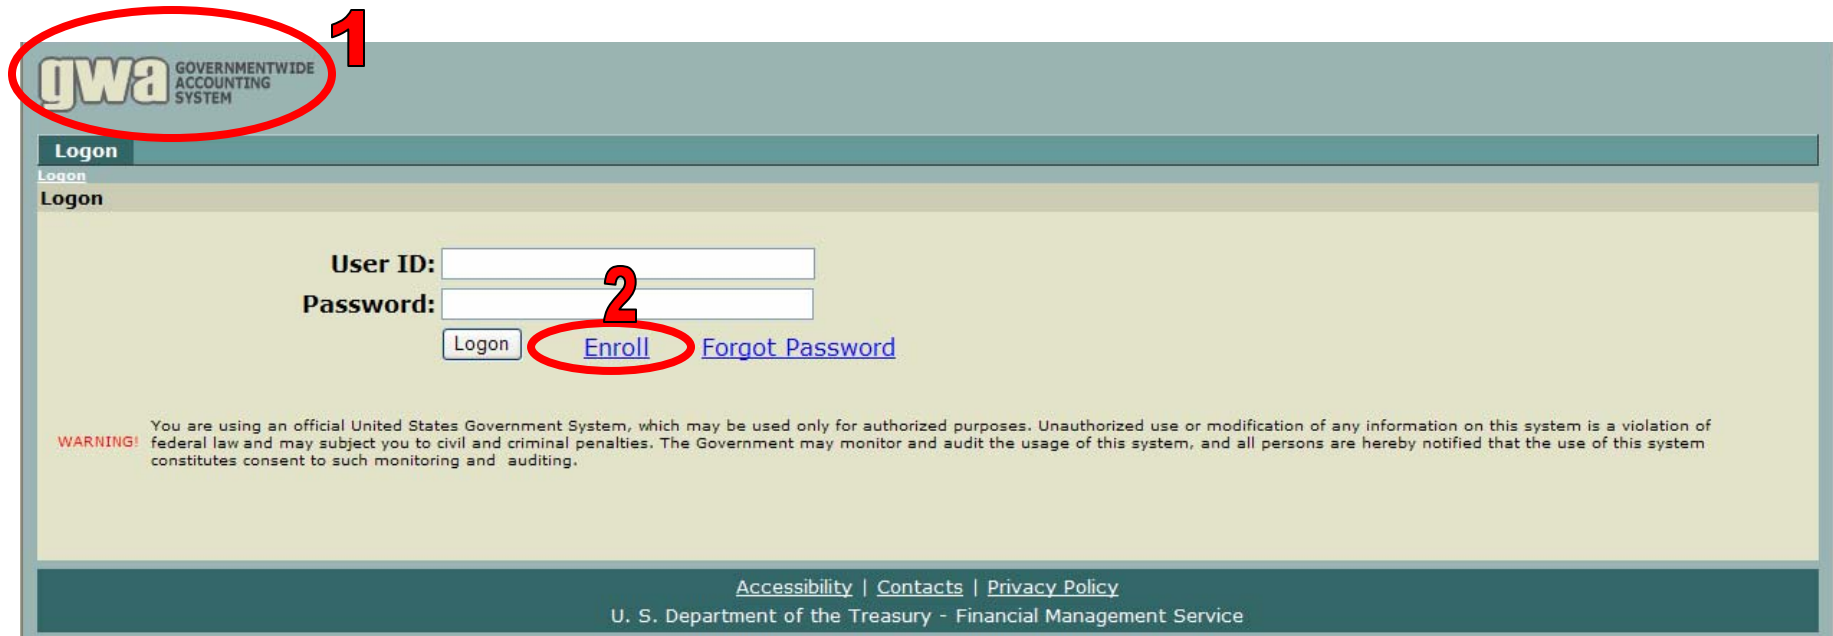 1
gwa GOVERNMENTWIDE
ACCOUNTING
SYSTEM
Logon
Logon
Logon
User ID:
2
Password:
Logon Enroll Forgot Password
WARNING! You are using an official United States Government System, which may be used only for authorized purposes. Unauthorized use or modification of any information on this system is a violation of
federal law and may subject you to civil and criminal penalties. The Government may monitor and audit the usage of this system, and all persons are hereby notified that the use of this system
constitutes consent to such monitoring and auditing.
Accessibility | Contacts | Privacy Policy
U. S. Department of the Treasury - Financial Management Service